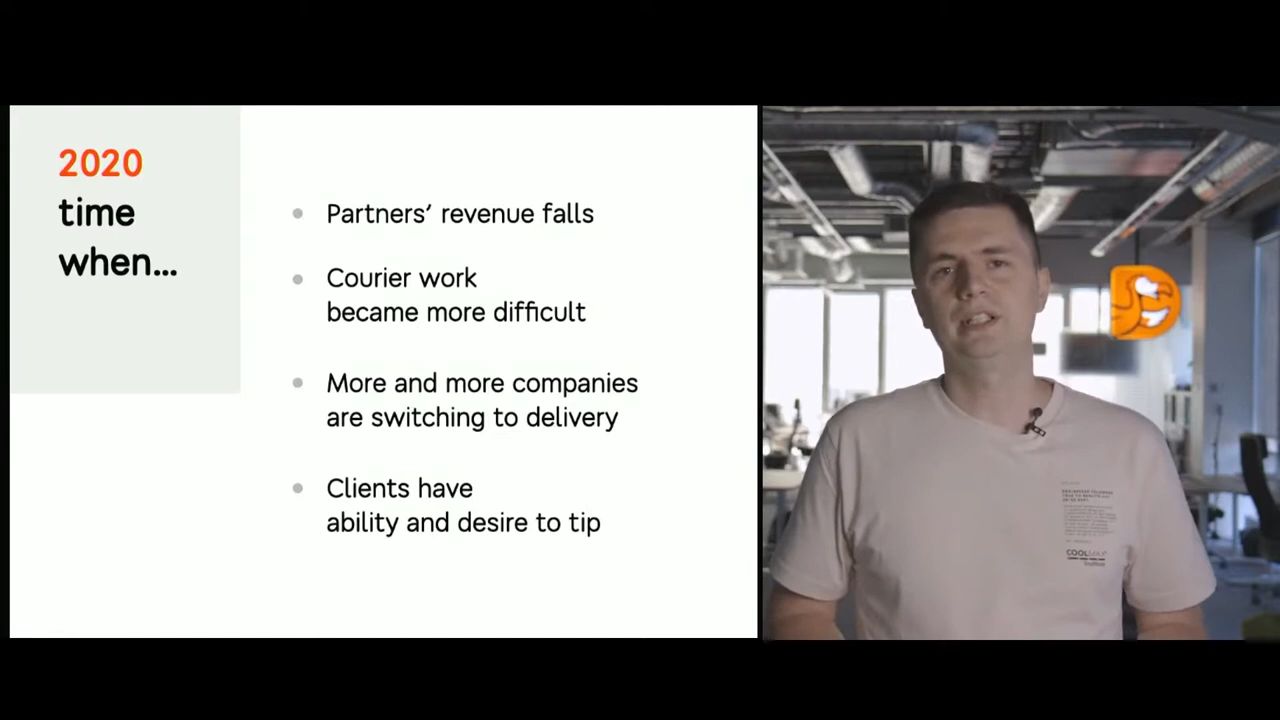 2020
time
when...
Partners’ revenue falls
Courier work
became more difficult
More and more companies
are switching to delivery
Clients have
ability and desire to tip
COOLMAX